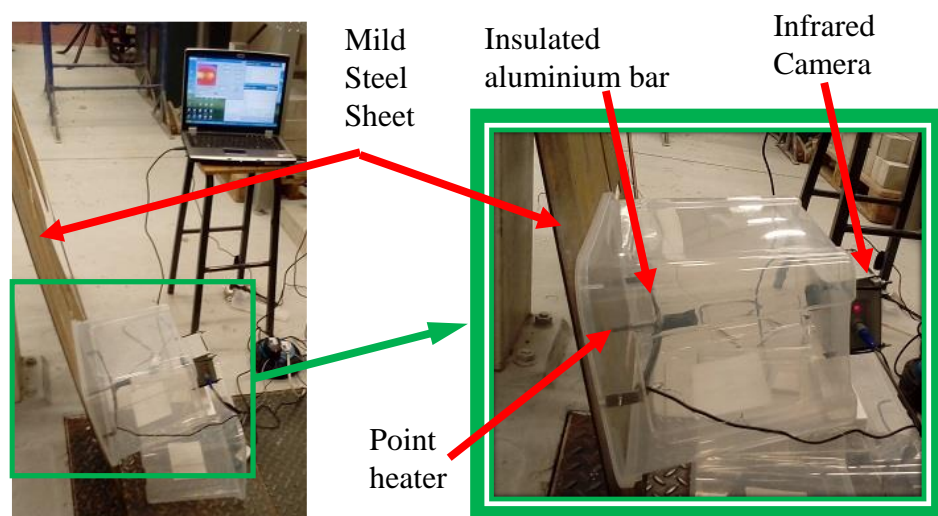 Mild
Steel
Sheet
Insulated
aluminium bar
Infrared
Camera
Point
heater